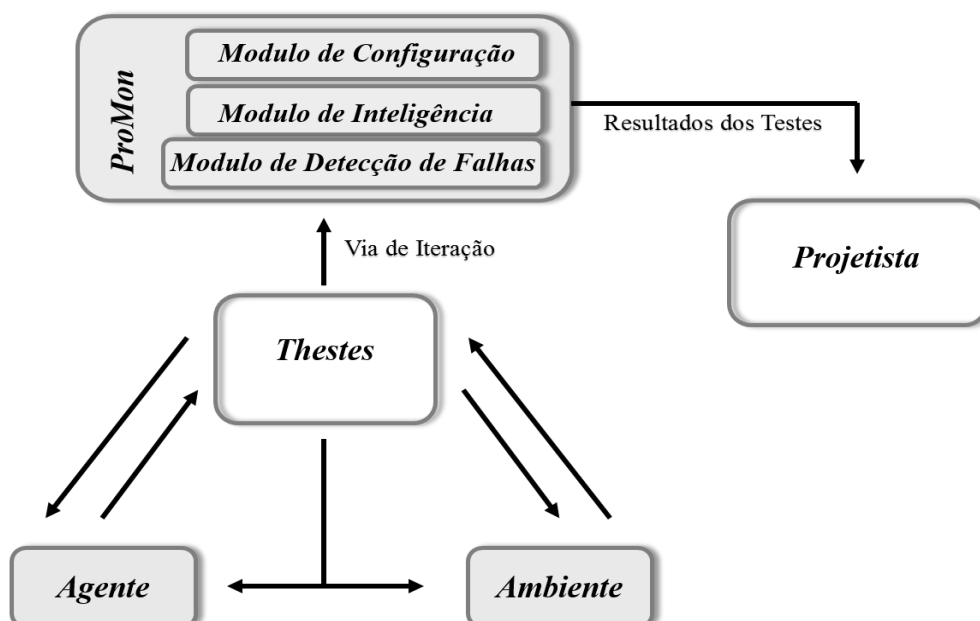 ProMon
Modulo de Configuração
Modulo de Inteligência
Modulo de Detecção de Falhas
Resultados dos Testes
Via de Iteração
Projetista
Thestes
Agente
Ambiente